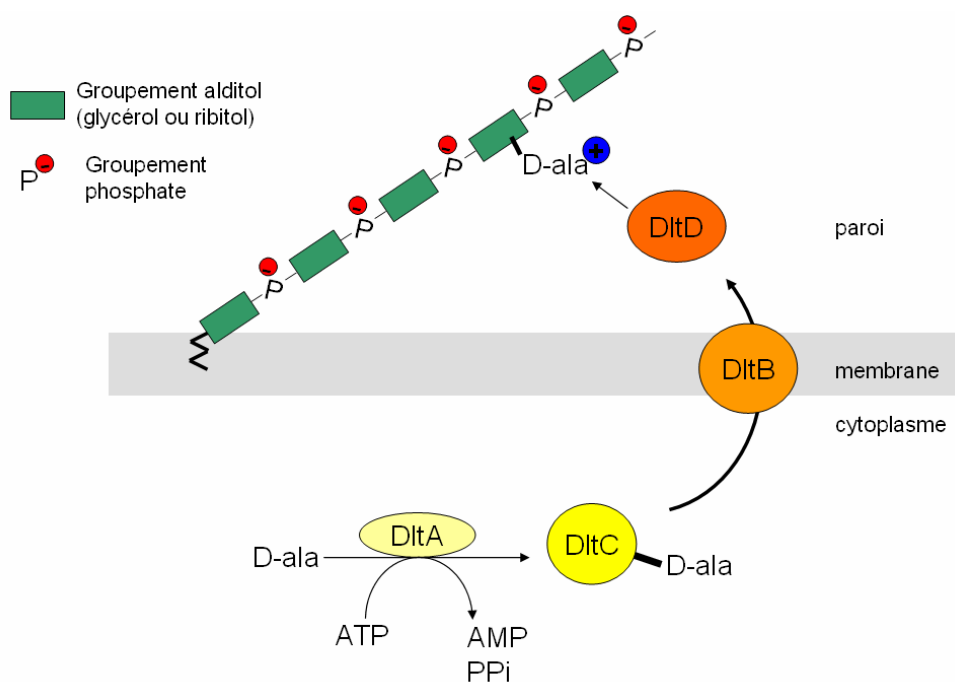 P
Groupement alditol
(glycérol ou ribitol)
P
P
Groupement
phosphate
P
D-ala
+
P
DltD
paroi
P
DltB
membrane
cytoplasme
DltA
D-ala
DltC
D-ala
ATP
AMP
PPi